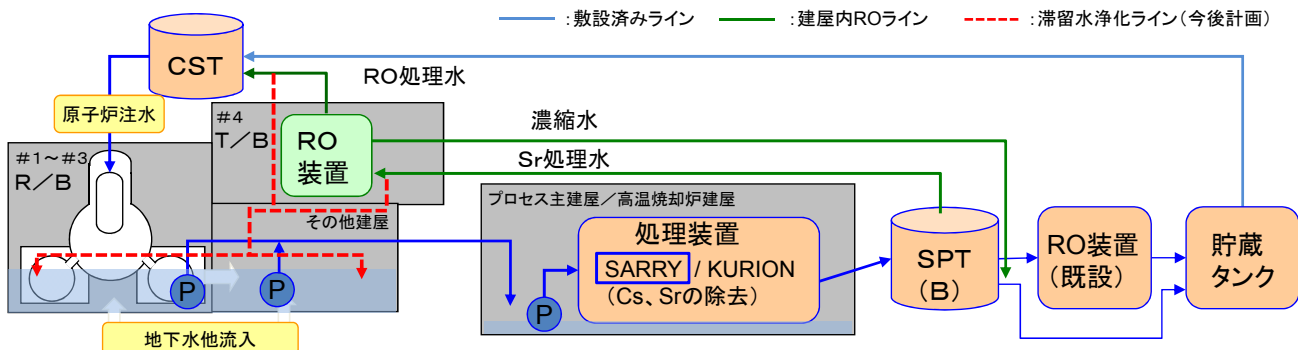 ：敷設済みライン
：建屋内ROライン
：滞留水浄化ライン（今後計画）
CST
RO処理水
原子炉注水
#4
T／B
RO
装置
濃縮水
Sr処理水
#1～#3
R／B
その他建屋
プロセス主建屋／高温焼却炉建屋
処理装置
SARRY / KURION
（Cs、Srの除去）
SPT
（B）
RO装置
（既設）
貯蔵
タンク
P
P
P
地下水他流入